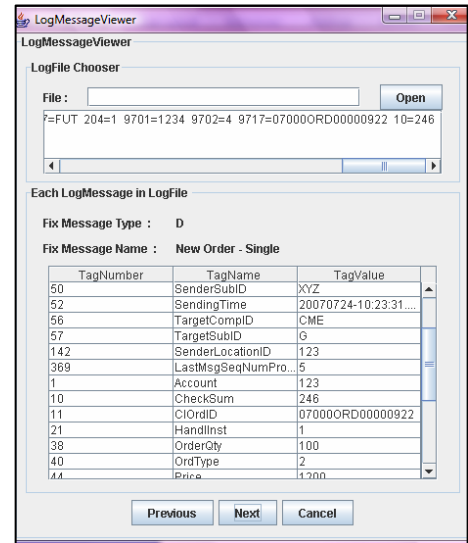 LogMessageViewer
LogMessageViewer
LogFile Chooser
File :
Open
7=FUT 204=1 9701=1234 9702=4 9717=07000ORD00000922 10=246
Each LogMessage in LogFile
Fix Message Type : D
Fix Message Name : New Order - Single
TagNumber TagName TagValue
50 SenderSubID XYZ
52 SendingTime 20070724-10:23:31....
56 TargetCompID CME
57 TargetSubID G
142 SenderLocationID 123
369 LastMsgSeqNumPro... 5
1 Account 123
10 CheckSum 246
11 ClOrdID 07000ORD00000922
21 HandlInst 1
38 OrderQty 100
40 OrdType 2
44 Price 1200
Previous Next Cancel